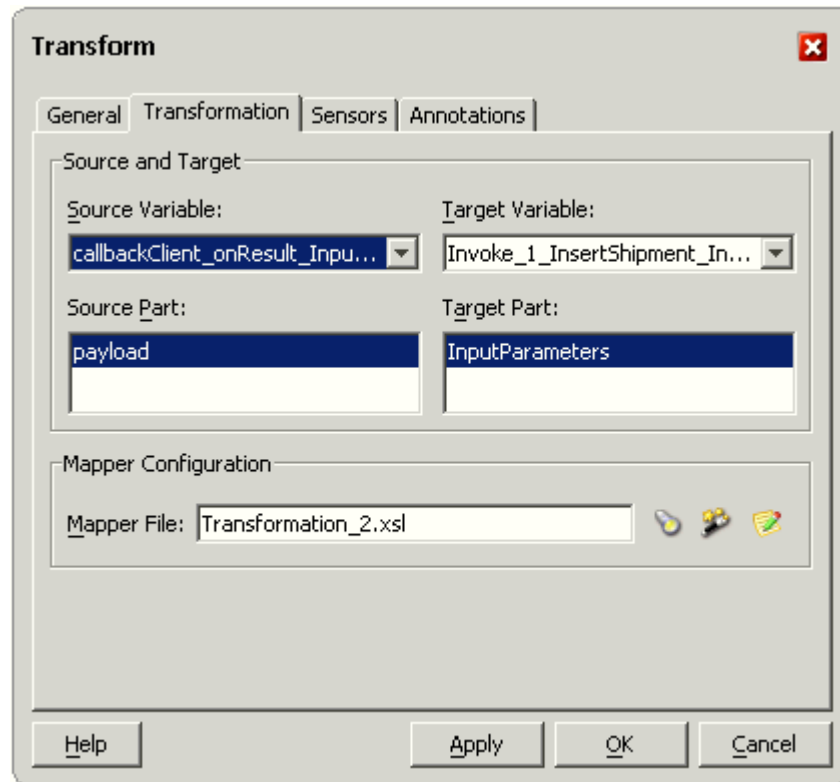 Transform
General Transformation Sensors Annotations
Source and Target
Source Variable: Target Variable:
callbackClient_onResult_Inpu... Invoke_1_InsertShipment_In...
Source Part: Target Part:
payload InputParameters
Mapper Configuration
Mapper File: Transformation_2.xsl
Help Apply OK Cancel